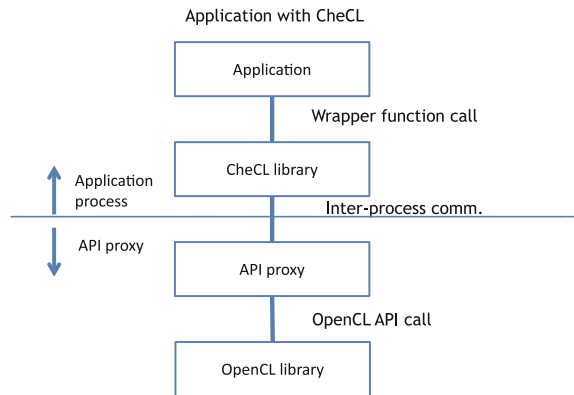 Application with CheCL
Application
Wrapper function call
CheCL library
Application
process
Inter-process comm.
API proxy
API proxy
OpenCL API call
OpenCL library